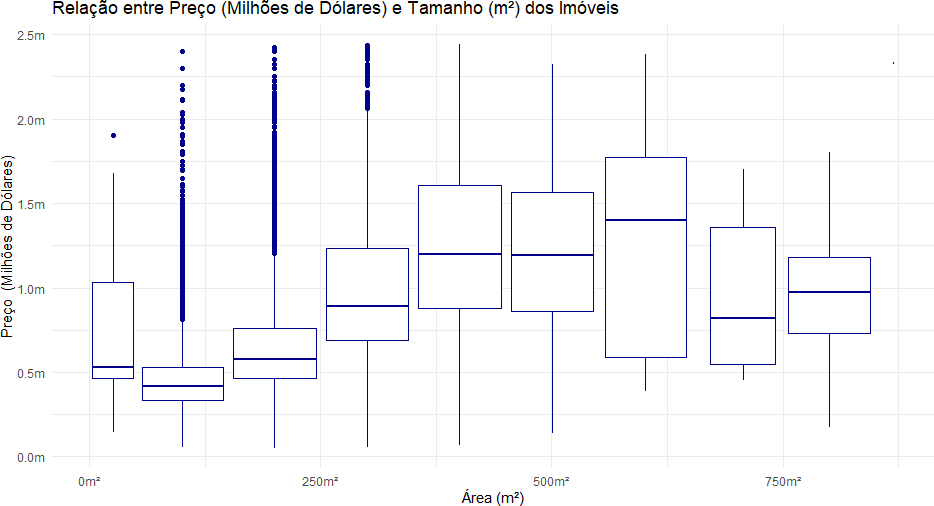 Relação entre Preço (Milhões de Dólares) e Tamanho (m²) dos Imóveis
Preço  (Milhões de Dólares)
2.5m
2.0m
1.5m
1.0m
0.5m
0.0m
0m²
250m²
500m²
750m²
Área (m²)